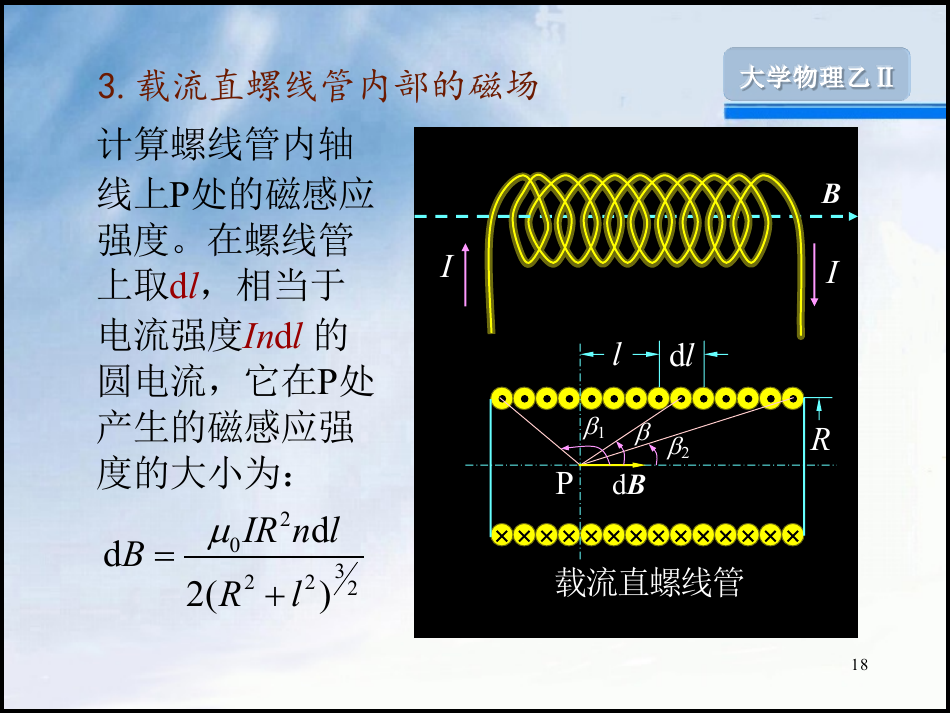 大学物理乙Ⅱ
3. 载流直螺线管内部的磁场
计算螺线管内轴
线上P处的磁感应
强度。在螺线管
上取dl，相当于
电流强度Indl 的
圆电流，它在P处
产生的磁感应强
度的大小为：
dB = μ₀IR²ndl / 2(R² + l²)^(3/2)
B
I
I
l
dl
β₁
β
β₂
R
P
dB
载流直螺线管
18